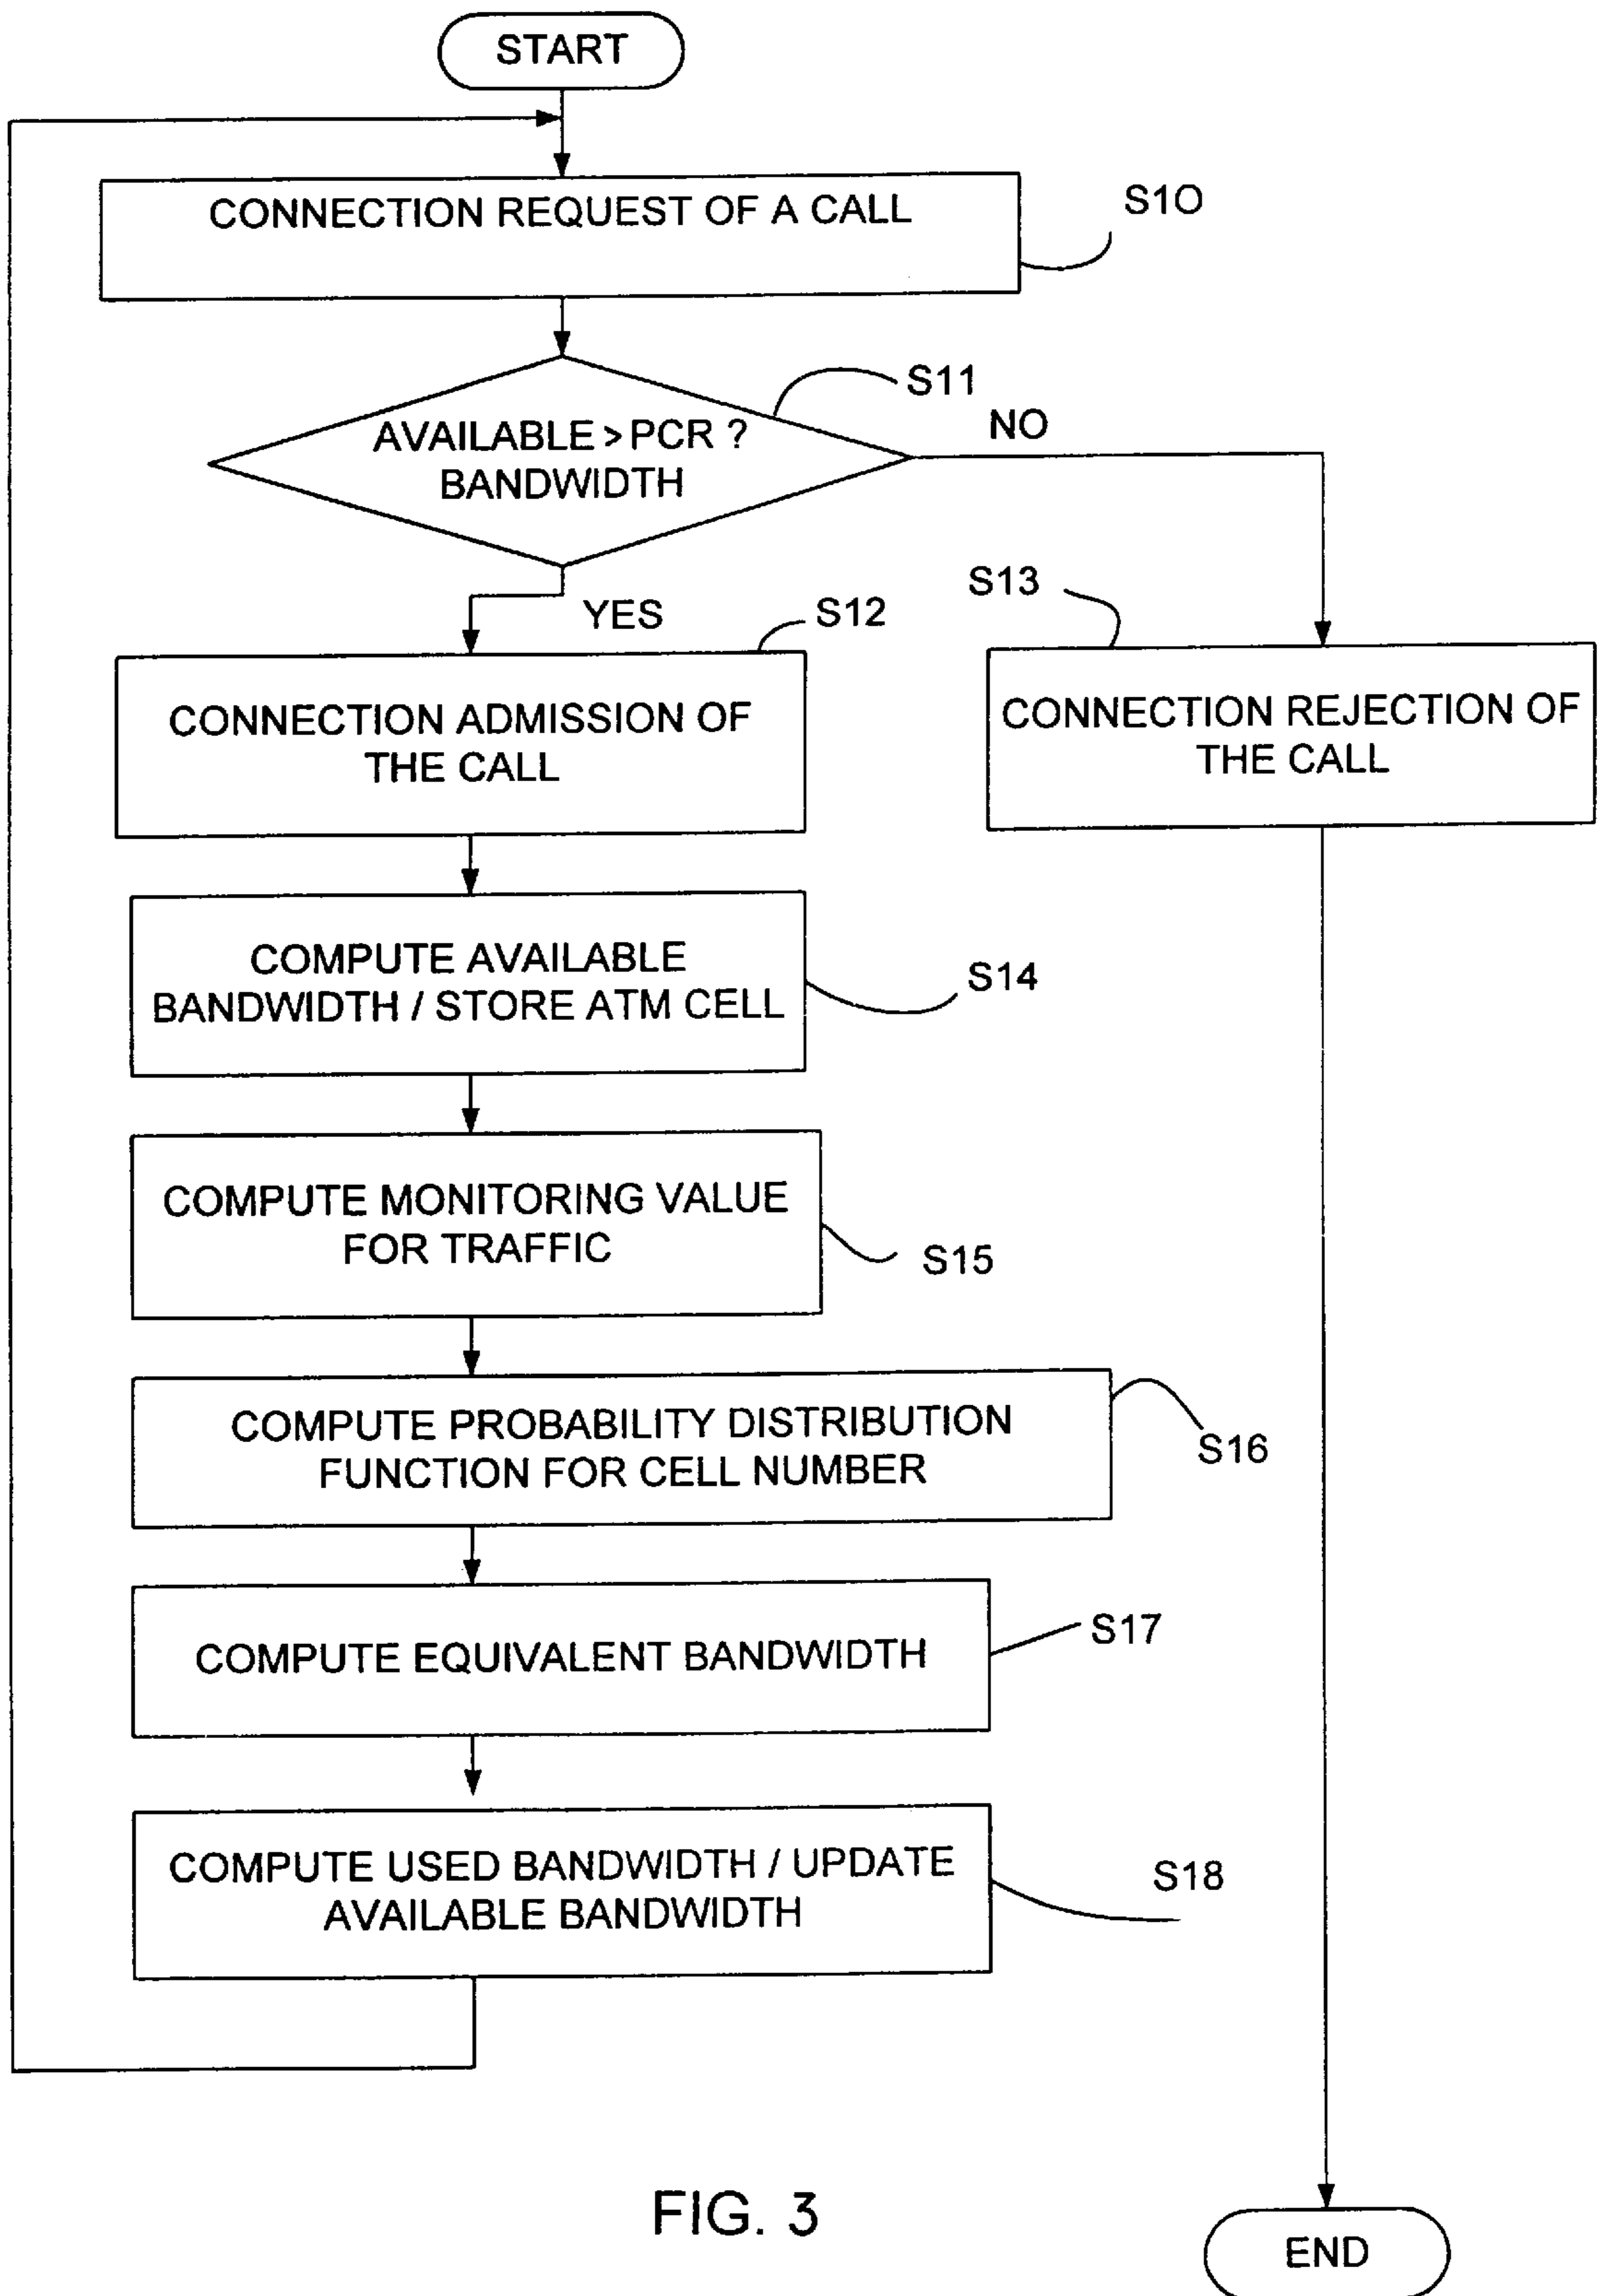 START
CONNECTION REQUEST OF A CALL
S10
S11
AVAILABLE > PCR ?
BANDWIDTH
NO
YES
S12
S13
CONNECTION ADMISSION OF
THE CALL
CONNECTION REJECTION OF
THE CALL
COMPUTE AVAILABLE
BANDWIDTH / STORE ATM CELL
S14
COMPUTE MONITORING VALUE
FOR TRAFFIC
S15
COMPUTE PROBABILITY DISTRIBUTION
FUNCTION FOR CELL NUMBER
S16
COMPUTE EQUIVALENT BANDWIDTH
S17
COMPUTE USED BANDWIDTH / UPDATE
AVAILABLE BANDWIDTH
S18
FIG. 3
END